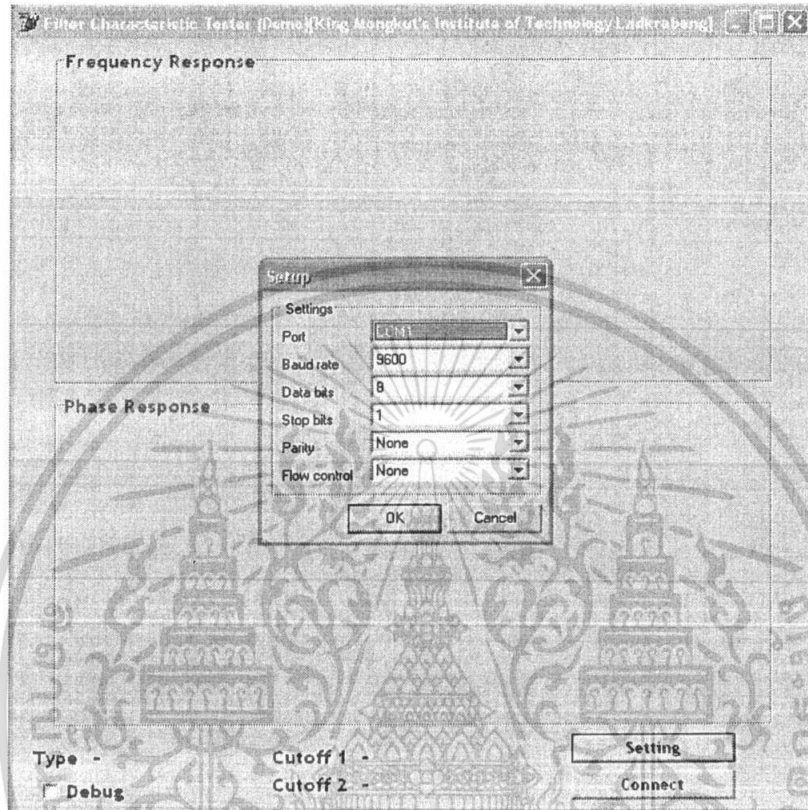 Filter Characteristic Tester (Demo)[King Mongkut's Institute of Technology Ladkrabang]
Frequency Response
Setup
Settings
Port COM1
Baud rate 9600
Data bits 8
Stop bits 1
Parity None
Flow control None
OK Cancel
Phase Response
Type - Cutoff 1 - Setting
Debug Cutoff 2 - Connect